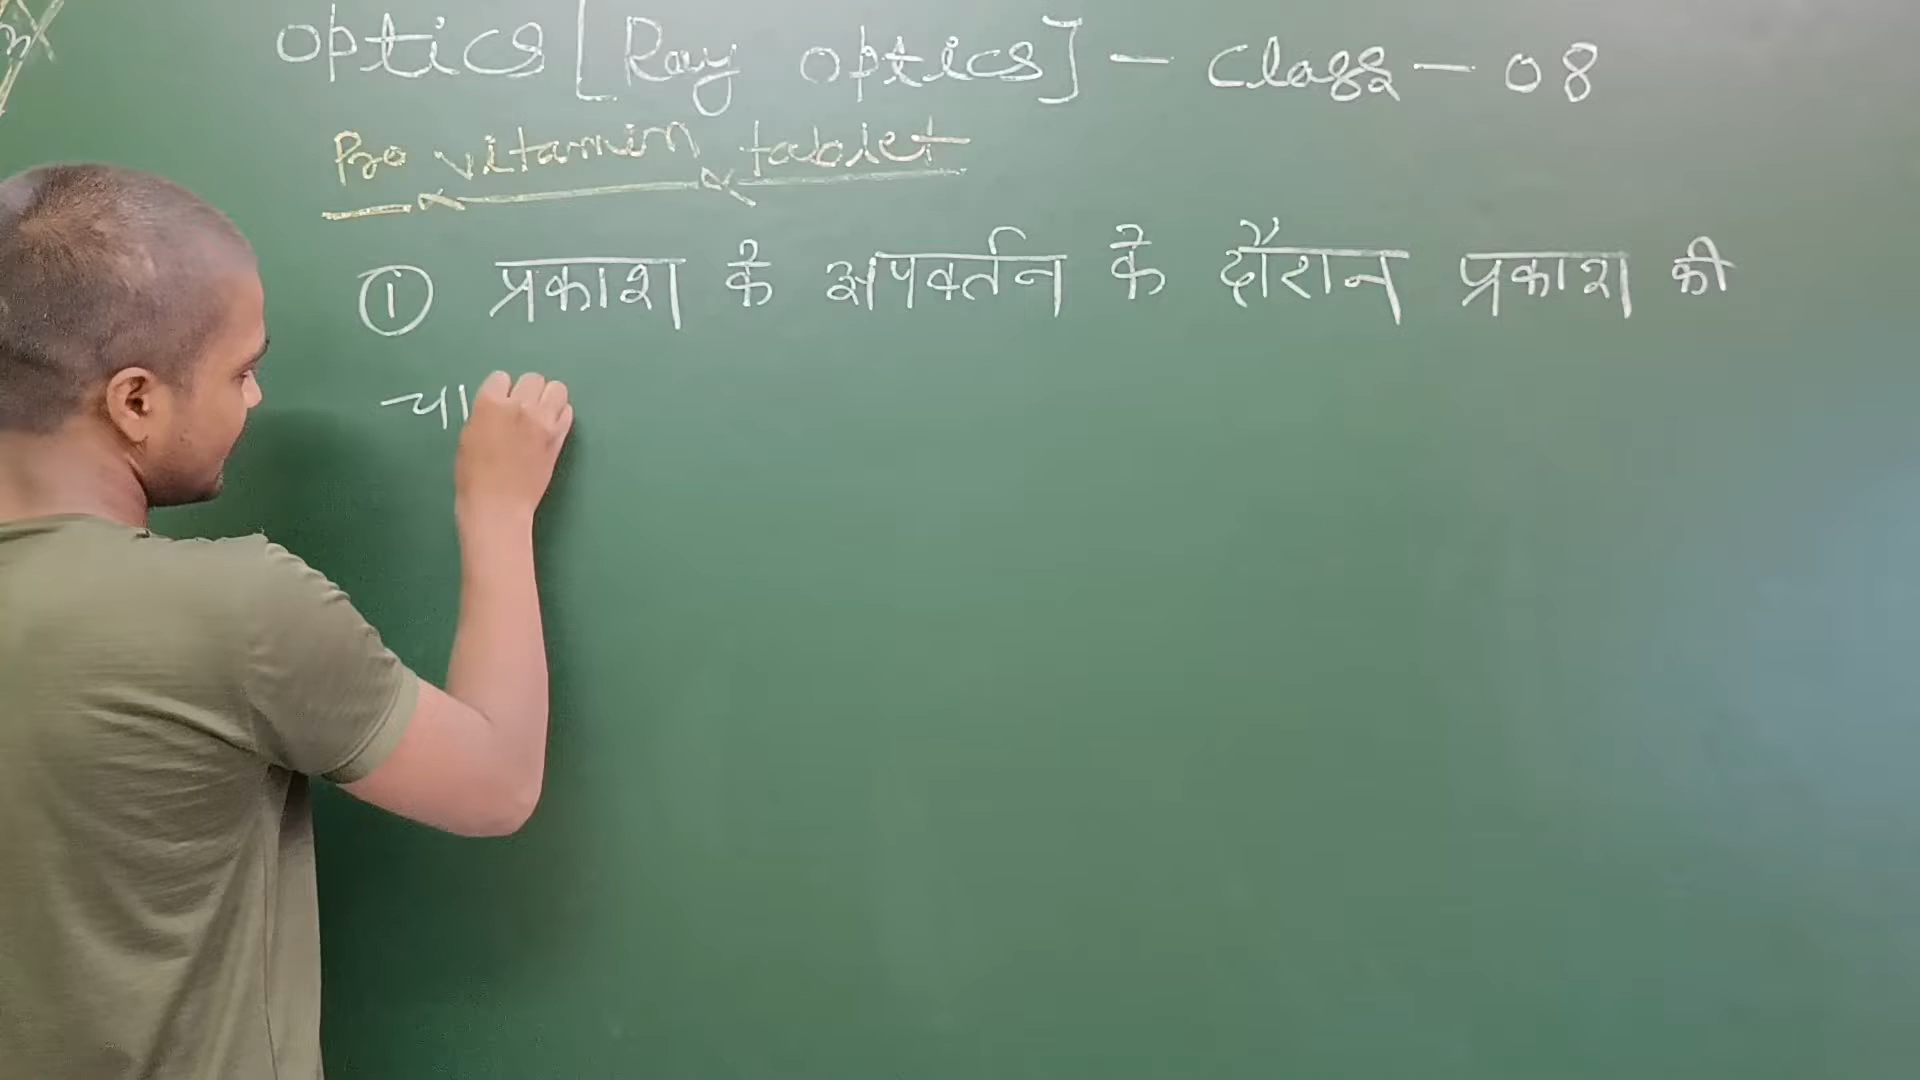 Optics [Ray Optics] - Class - 08
Pro vitamin tablet
① प्रकाश के अपवर्तन के दौरान प्रकाश की
चा